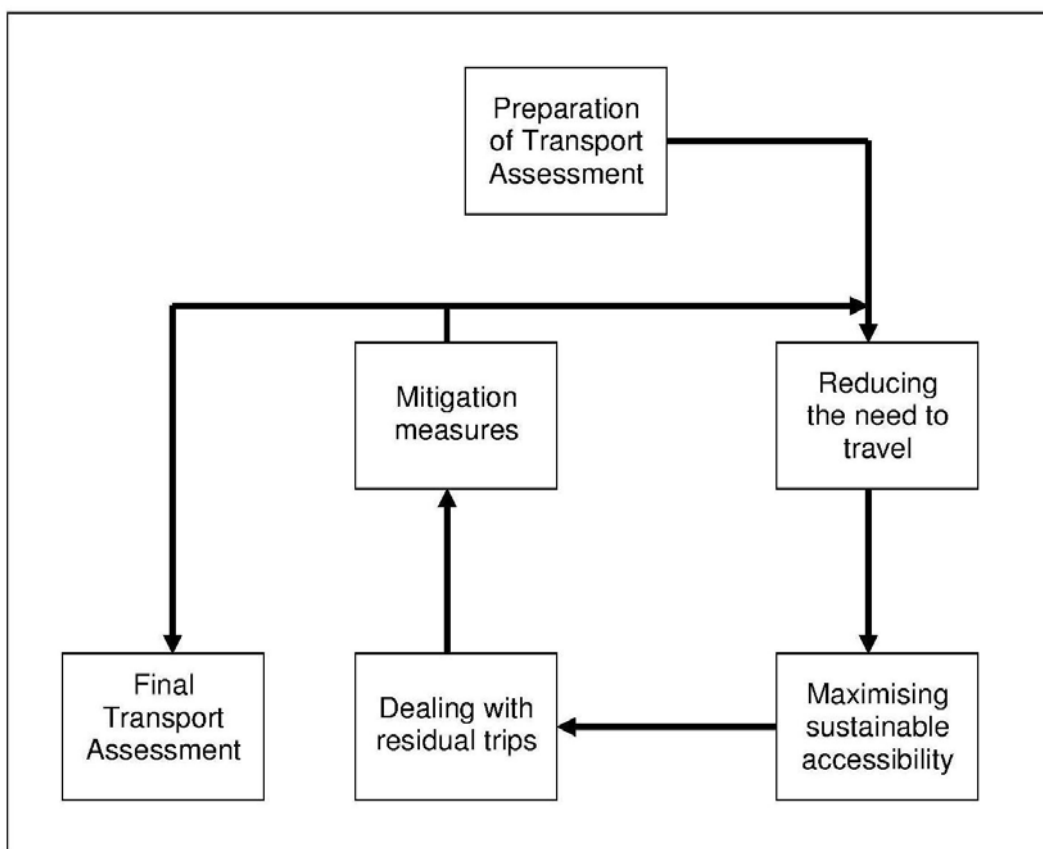 Preparation
of Transport
Assessment
Mitigation
measures
Reducing
the need to
travel
Final
Transport
Assessment
Dealing with
residual trips
Maximising
sustainable
accessibility